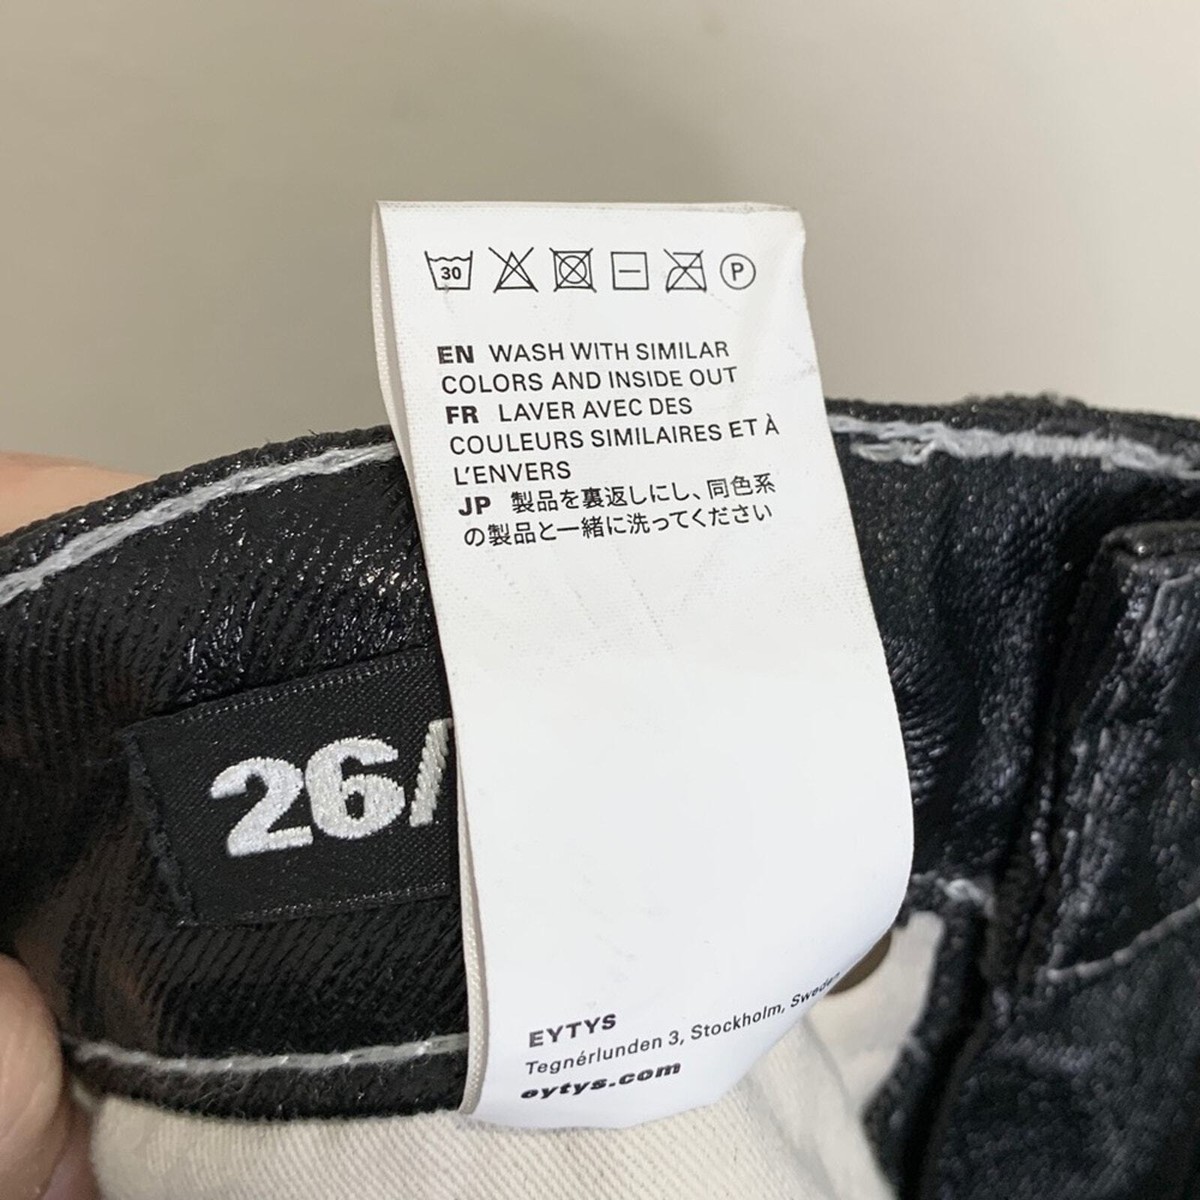 30 P
EN WASH WITH SIMILAR
COLORS AND INSIDE OUT
FR LAVER AVEC DES
COULEURS SIMILAIRES ET À
L'ENVERS
JP 製品を裏返しにし、同色系
の製品と一緒に洗ってください
26/
EYTYS
Tegnérlunden 3, Stockholm, Sweden
eytys.com